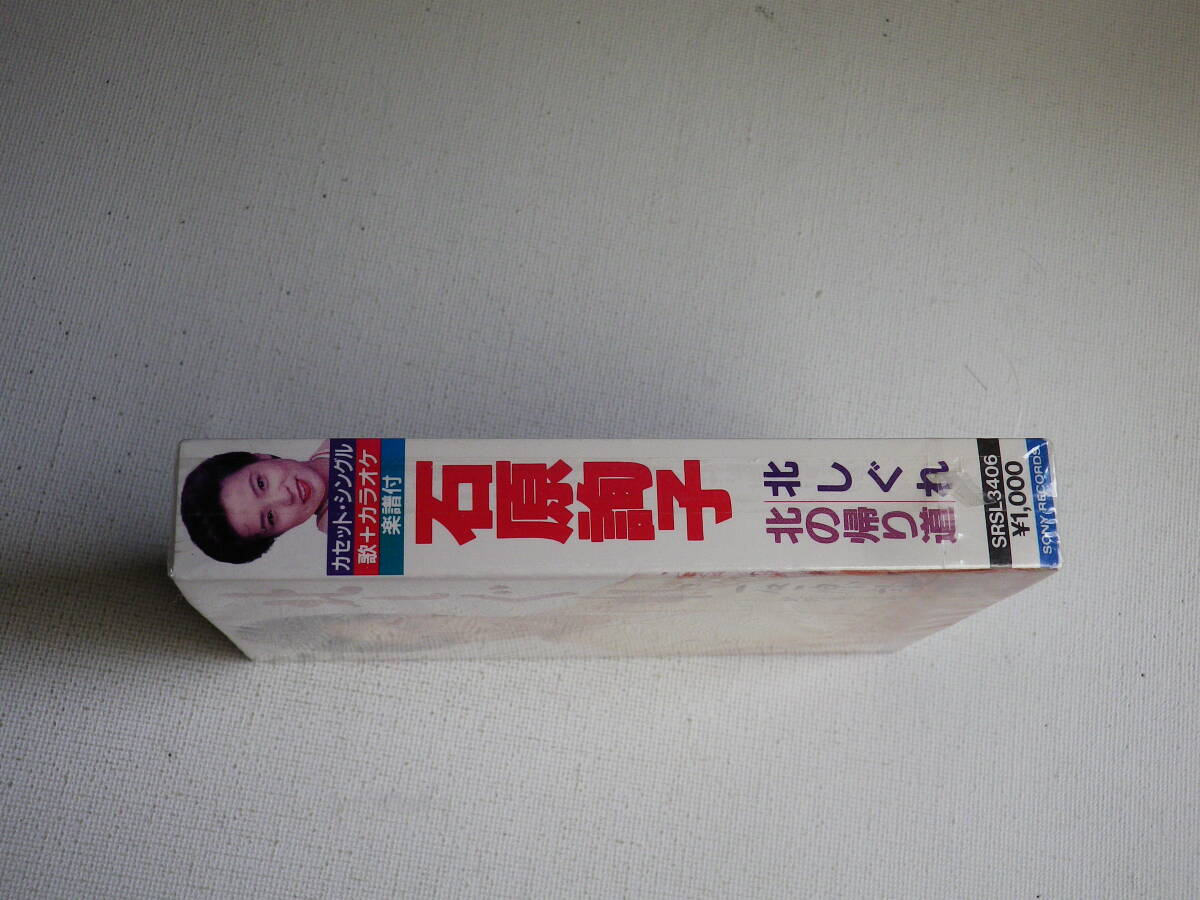 カセット・シングル
歌+カラオケ
楽譜付
石原詢子
北しぐれ
北の帰り道
SRSL3406
¥1,000
SONY RECORDS